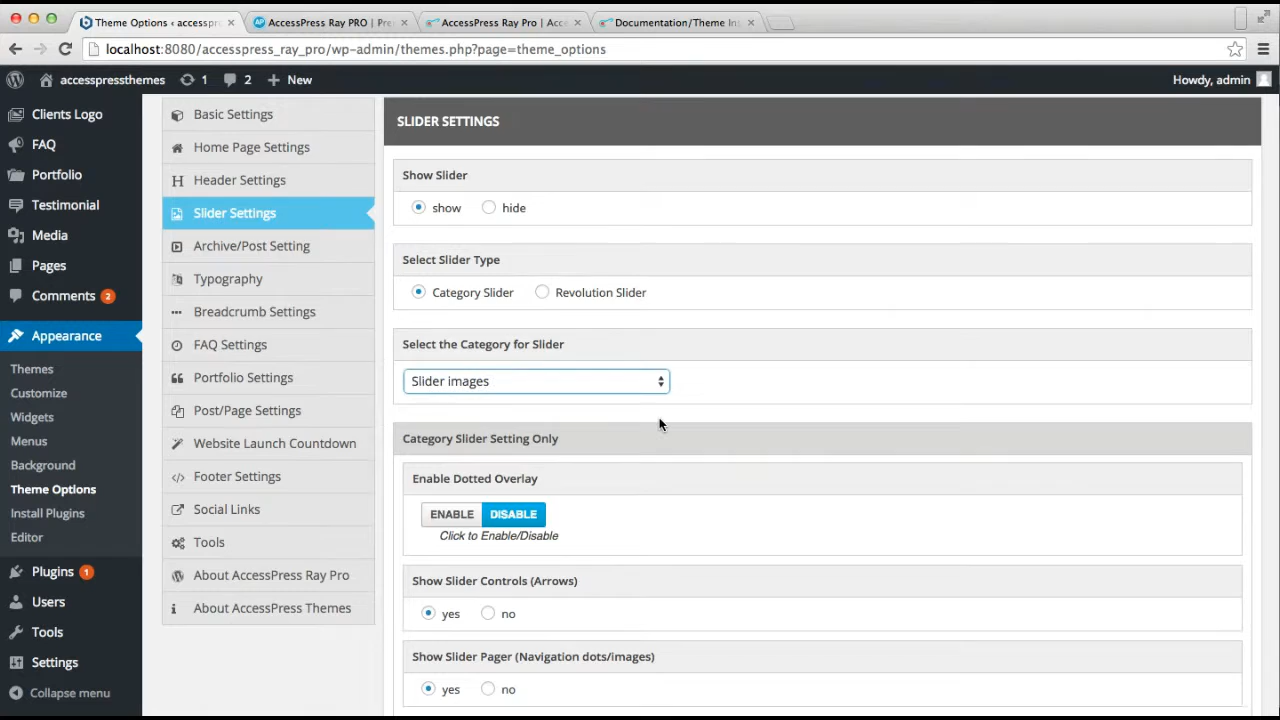 Theme Options ‹ accesspr
AccessPress Ray PRO | Pre
AccessPress Ray Pro | Acce
Documentation/Theme In
localhost:8080/accesspress_ray_pro/wp-admin/themes.php?page=theme_options
accesspressthemes
1
2
New
Howdy, admin
Clients Logo
FAQ
Portfolio
Testimonial
Media
Pages
Comments 2
Appearance
Themes
Customize
Widgets
Menus
Background
Theme Options
Install Plugins
Editor
Plugins 1
Users
Tools
Settings
Collapse menu
Basic Settings
Home Page Settings
Header Settings
Slider Settings
Archive/Post Setting
Typography
Breadcrumb Settings
FAQ Settings
Portfolio Settings
Post/Page Settings
Website Launch Countdown
Footer Settings
Social Links
Tools
About AccessPress Ray Pro
About AccessPress Themes
SLIDER SETTINGS
Show Slider
show hide
Select Slider Type
Category Slider Revolution Slider
Select the Category for Slider
Slider images
Category Slider Setting Only
Enable Dotted Overlay
ENABLE DISABLE
Click to Enable/Disable
Show Slider Controls (Arrows)
yes no
Show Slider Pager (Navigation dots/images)
yes no